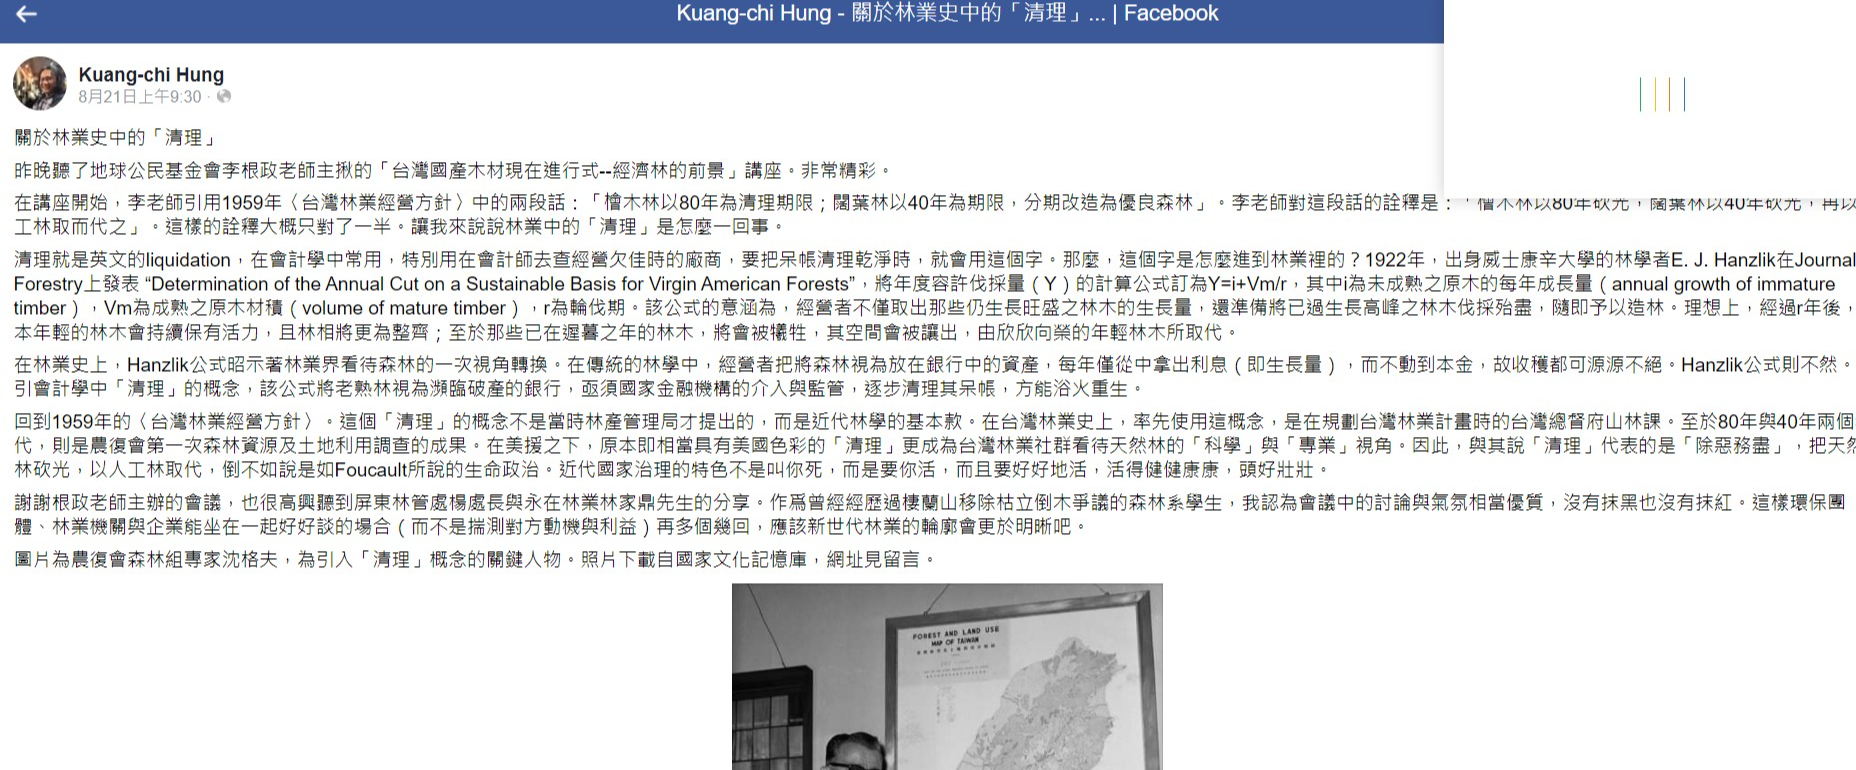 Kuang-chi Hung - 關於林業史中的「清理」... | Facebook
Kuang-chi Hung
8月21日上午9:30 ·
關於林業史中的「清理」
昨晚聽了地球公民基金會李根政老師主揪的「台灣國產木材現在進行式--經濟林的前景」講座。非常精彩。
在講座開始，李老師引用1959年〈台灣林業經營方針〉中的兩段話：「檜木林以80年為清理期限；闊葉林以40年為期限，分期改造為優良森林」。李老師對這段話的詮釋是：「檜木林以80年砍光，闊葉林以40年砍光，再以
工林取而代之」。這樣的詮釋大概只對了一半。讓我來說說林業中的「清理」是怎麼一回事。
清理就是英文的liquidation，在會計學中常用，特別用在會計師去查經營欠佳時的廠商，要把呆帳清理乾淨時，就會用這個字。那麼，這個字是怎麼進到林業裡的？1922年，出身威士康辛大學的林學者E. J. Hanzlik在Journal
Forestry上發表 “Determination of the Annual Cut on a Sustainable Basis for Virgin American Forests”，將年度容許伐採量（Y）的計算公式訂為Y=i+Vm/r，其中i為未成熟之原木的每年成長量（annual growth of immature
timber），Vm為成熟之原木材積（volume of mature timber），r為輪伐期。該公式的意涵為，經營者不僅取出那些仍生長旺盛之林木的生長量，還準備將已過生長高峰之林木伐採殆盡，隨即予以造林。理想上，經過r年後，
本年輕的林木會持續保有活力，且林相將更為整齊；至於那些已在遲暮之年的林木，將會被犧牲，其空間會被讓出，由欣欣向榮的年輕林木所取代。
在林業史上，Hanzlik公式昭示著林業界看待森林的一次視角轉換。在傳統的林學中，經營者把將森林視為放在銀行中的資產，每年僅從中拿出利息（即生長量），而不動到本金，故收穫都可源源不絕。Hanzlik公式則不然。
引會計學中「清理」的概念，該公式將老熟林視為瀕臨破產的銀行，亟須國家金融機構的介入與監管，逐步清理其呆帳，方能浴火重生。
回到1959年的〈台灣林業經營方針〉。這個「清理」的概念不是當時林產管理局才提出的，而是近代林學的基本款。在台灣林業史上，率先使用這概念，是在規劃台灣林業計畫時的台灣總督府山林課。至於80年與40年兩個
代，則是農復會第一次森林資源及土地利用調查的成果。在美援之下，原本即相當具有美國色彩的「清理」更成為台灣林業社群看待天然林的「科學」與「專業」視角。因此，與其說「清理」代表的是「除惡務盡」，把天然
林砍光，以人工林取代，倒不如說是如Foucault所說的生命政治。近代國家治理的特色不是叫你死，而是要你活，而且要好好地活，活得健健康康，頭好壯壯。
謝謝根政老師主辦的會議，也很高興聽到屏東林管處楊處長與永在林業林家鼎先生的分享。作爲曾經經歷過棲蘭山移除枯立倒木爭議的森林系學生，我認為會議中的討論與氣氛相當優質，沒有抹黑也沒有抹紅。這樣環保團
體、林業機關與企業能坐在一起好好談的場合（而不是揣測對方動機與利益）再多個幾回，應該新世代林業的輪廓會更於明晰吧。
圖片為農復會森林組專家沈格夫，為引入「清理」概念的關鍵人物。照片下載自國家文化記憶庫，網址見留言。
FOREST AND LAND USE
MAP OF TAIWAN